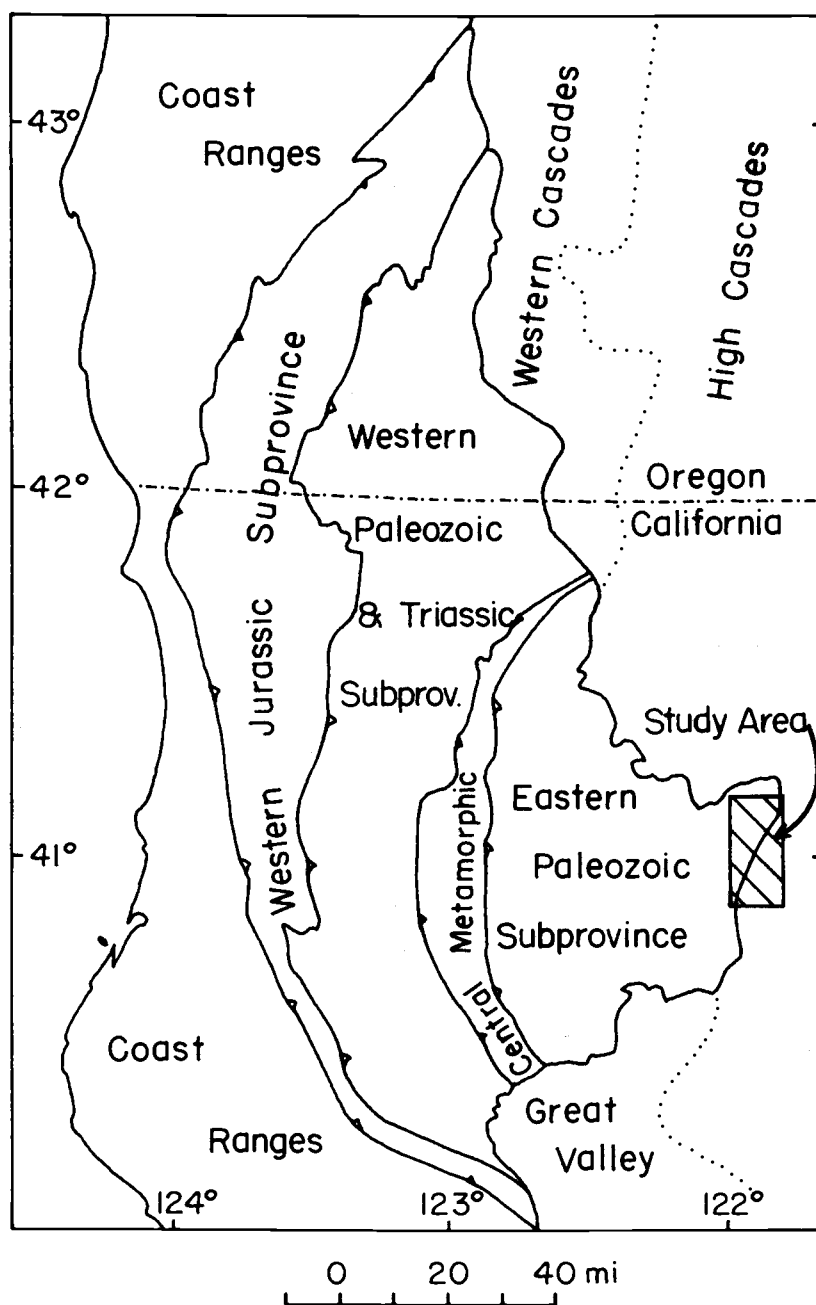 Coast
Ranges
43°
Western Cascades
High Cascades
Western Jurassic Subprovince
Western
Paleozoic
& Triassic
Subprov.
42°
Oregon
California
Study Area
Central Metamorphic
Eastern
Paleozoic
Subprovince
41°
Coast
Ranges
Great
Valley
124°
123°
122°
0 20 40 mi